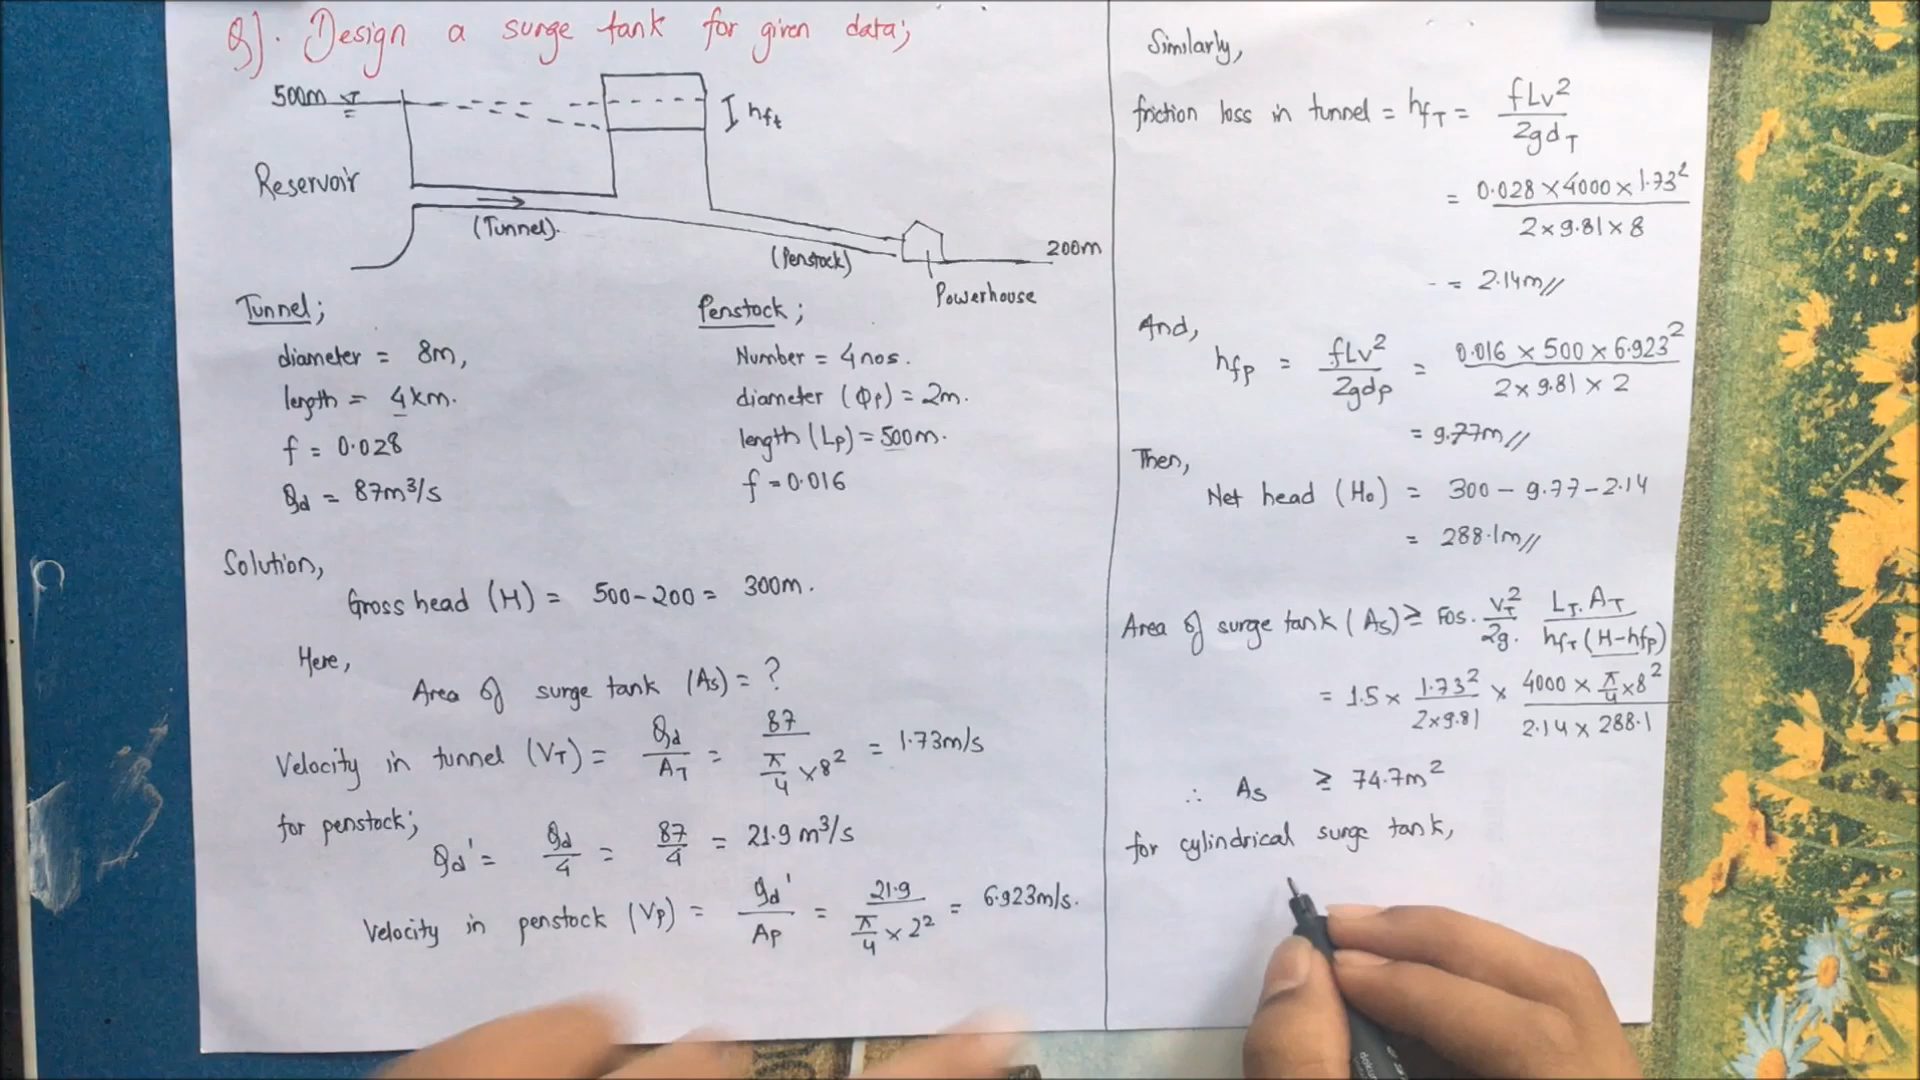 Q). Design a surge tank for given data;
500m
hft
Reservoir
(Tunnel).
(Penstock)
200m
Powerhouse
Tunnel;
diameter = 8m,
length = 4km.
f = 0.028
Qd = 87m³/s
Penstock;
Number = 4nos.
diameter (Φp) = 2m.
length (Lp) = 500m.
f = 0.016
Solution,
Gross head (H) = 500-200 = 300m.
Here,
Area of surge tank (As) = ?
Velocity in tunnel (VT) = Qd/AT = 87/(π/4 × 8²) = 1.73m/s
for penstock;
Qd' = Qd/4 = 87/4 = 21.9 m³/s
Velocity in penstock (Vp) = Qd'/Ap = 21.9/(π/4 × 2²) = 6.923m/s.
Similarly,
friction loss in tunnel = hfT = fLv²/2gdT
= 0.028 × 4000 × 1.73²/2 × 9.81 × 8
= 2.14m//
And,
hfp = fLv²/2gdp = 0.016 × 500 × 6.923²/2 × 9.81 × 2
= 9.77m//
Then,
Net head (Ho) = 300 - 9.77 - 2.14
= 288.1m//
Area of surge tank (As) ≥ Fos. VT²/2g. LT.AT/hfT (H-hfp)
= 1.5 × 1.73²/2×9.81 × 4000 × π/4 × 8²/2.14 × 288.1
∴ As ≥ 74.7m²
for cylindrical surge tank,